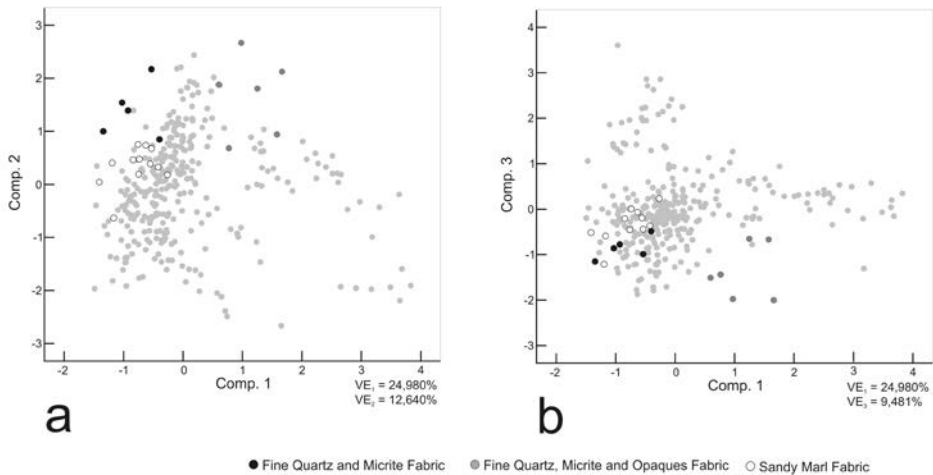 3
2
1
0
-1
-2
-3
Comp. 2
-2 -1 0 1 2 3 4
Comp. 1
VE₁ = 24,980%
VE₂ = 12,640%
a
4
3
2
1
0
-1
-2
-3
Comp. 3
-2 -1 0 1 2 3 4
Comp. 1
VE₁ = 24,980%
VE₃ = 9,481%
b
Fine Quartz and Micrite Fabric Fine Quartz, Micrite and Opaques Fabric Sandy Marl Fabric